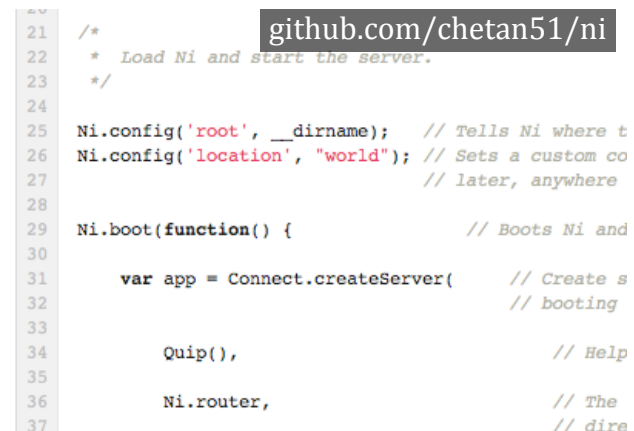 github.com/chetan51/ni
21 /*
22 * Load Ni and start the server.
23 */
24
25 Ni.config('root', __dirname); // Tells Ni where
26 Ni.config('location', "world"); // Sets a custom
27 // later, anywhere
28
29 Ni.boot(function() { // Boots Ni and
30
31 var app = Connect.createServer( // Create
32 // booting
33
34 Quip(), // Help
35
36 Ni.router, // The
37 //